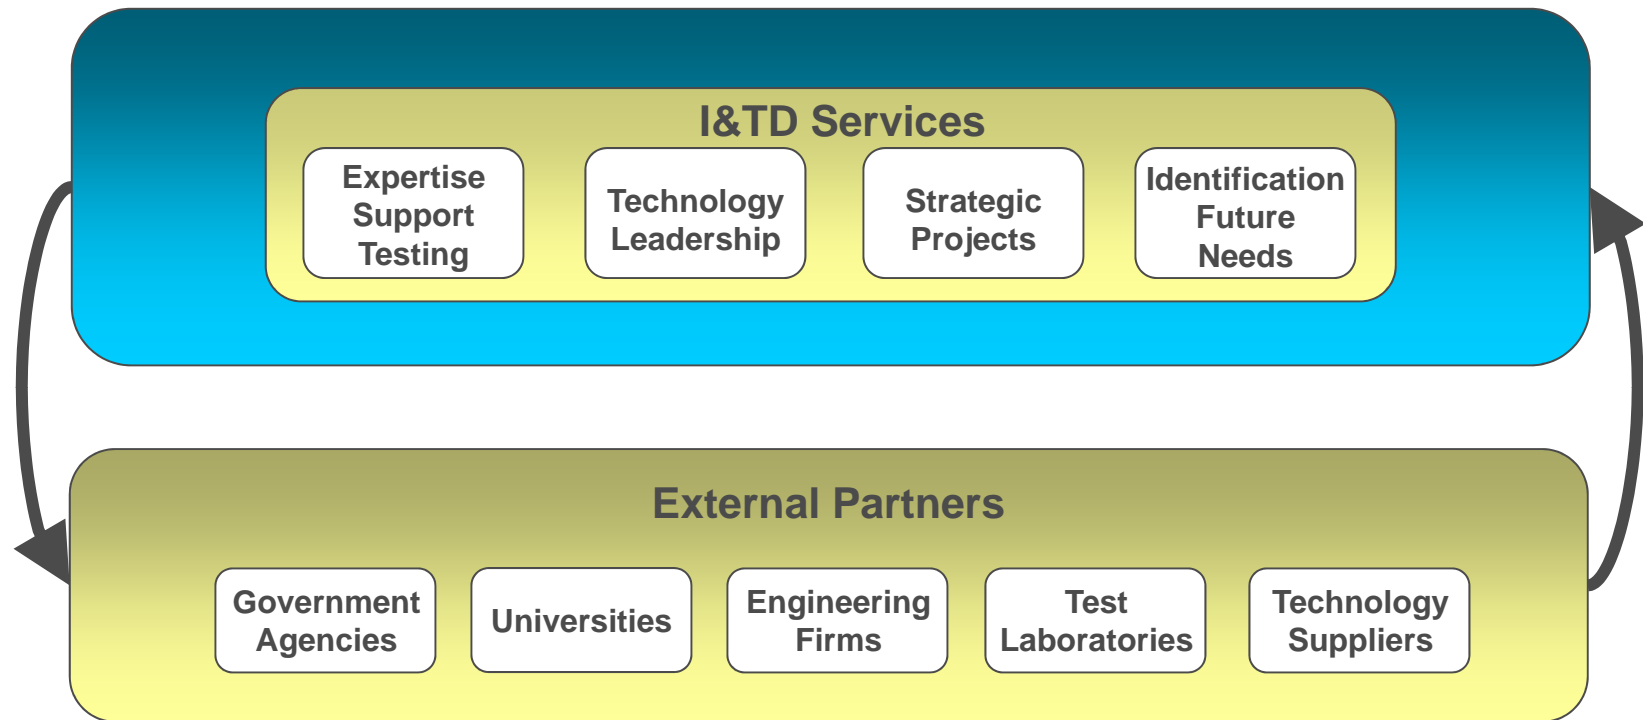 I&TD Services
Expertise
Support
Testing
Technology
Leadership
Strategic
Projects
Identification
Future
Needs
External Partners
Government
Agencies
Universities
Engineering
Firms
Test
Laboratories
Technology
Suppliers